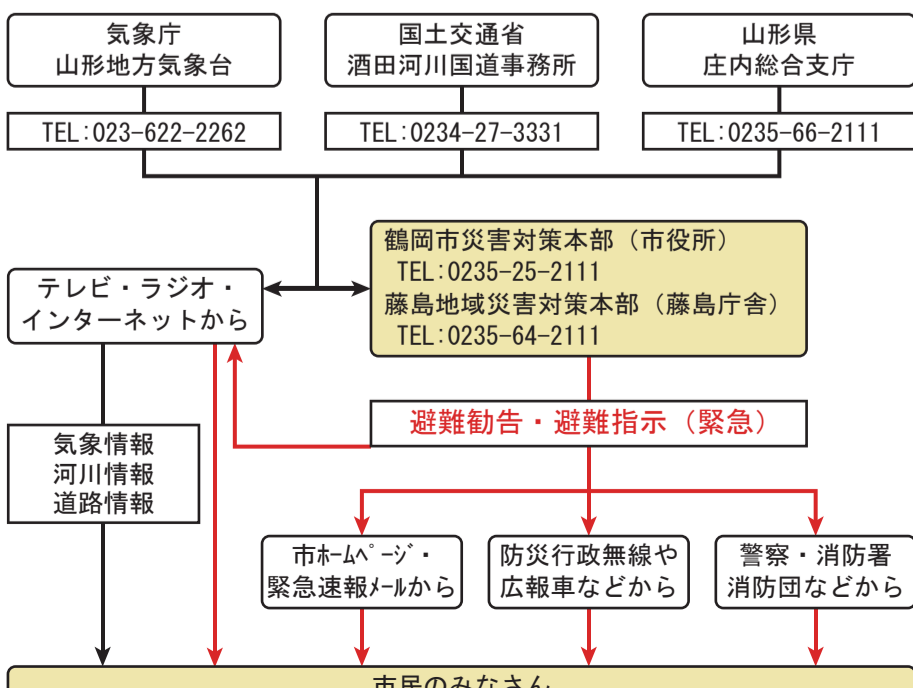 気象庁
山形地方気象台
国土交通省
酒田河川国道事務所
山形県
庄内総合支庁
TEL:023-622-2262
TEL:0234-27-3331
TEL:0235-66-2111
鶴岡市災害対策本部（市役所）
TEL:0235-25-2111
藤島地域災害対策本部（藤島庁舎）
TEL:0235-64-2111
テレビ・ラジオ・
インターネットから
避難勧告・避難指示（緊急）
気象情報
河川情報
道路情報
市ﾎｰﾑﾍﾟｰｼﾞ・
緊急速報ﾒｰﾙから
防災行政無線や
広報車などから
警察・消防署
消防団などから
市民のみなさん